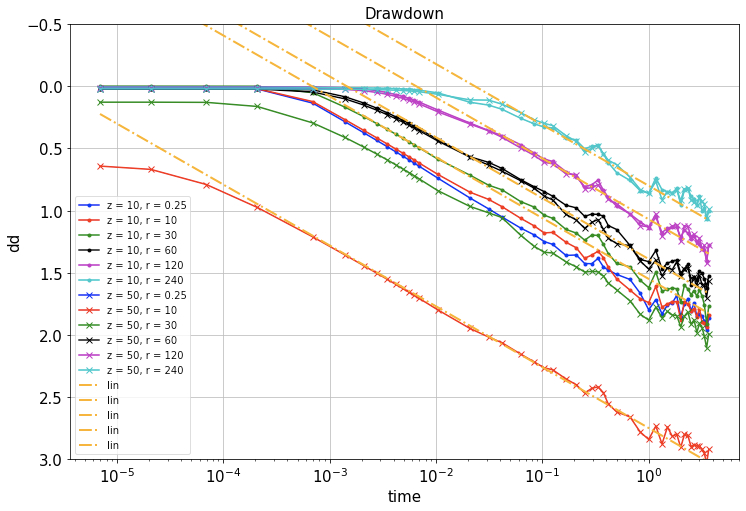 Drawdown
−0.5
0.0
0.5
1.0
1.5
2.0
2.5
3.0
dd
z = 10, r = 0.25
z = 10, r = 10
z = 10, r = 30
z = 10, r = 60
z = 10, r = 120
z = 10, r = 240
z = 50, r = 0.25
z = 50, r = 10
z = 50, r = 30
z = 50, r = 60
z = 50, r = 120
z = 50, r = 240
lin
lin
lin
lin
lin
10⁻⁵ 10⁻⁴ 10⁻³ 10⁻² 10⁻¹ 10⁰
time